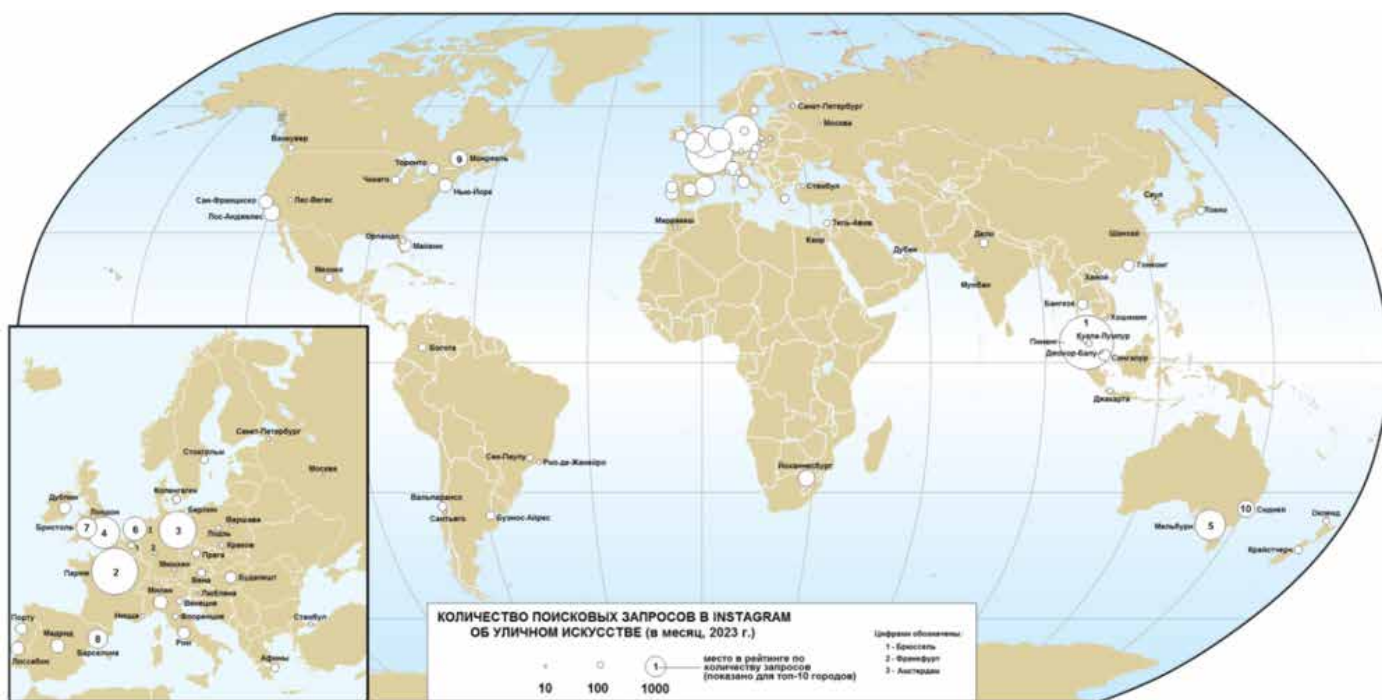 Санкт-Петербург
Москва
Ванкувер
Торонто
9
Монреаль
Чикаго
Нью-Йорк
Сан-Франциско
Лас-Вегас
Лос-Анджелес
Орландо
Майами
Мехико
Марракеш
Стамбул
Тель-Авив
Каир
Дубай
Дели
Мумбаи
Сеул
Токио
Шанхай
Гонконг
Ханой
Бангкок
Хошимин
1
Пинанг
Куала-Лумпур
Джохор-Бару
Сингапур
Джакарта
Богота
Сан-Паулу
Рио-де-Жанейро
Вальпараисо
Сантьяго
Буэнос-Айрес
Йоханнесбург
10
Сидней
Мельбурн
5
Окленд
Крайстчерч
Санкт-Петербург
Стокгольм
Москва
Копенгаген
Дублин
Лондон
Берлин
Бристоль
7
4
6
3
3
Варшава
Лодзь
Краков
1
2
Прага
Париж
2
Мюнхен
Вена
Будапешт
Милан
Любляна
Венеция
Ницца
Флоренция
Порту
Мадрид
8
Рим
Стамбул
Лиссабон
Барселона
Афины
КОЛИЧЕСТВО ПОИСКОВЫХ ЗАПРОСОВ В INSTAGRAM
ОБ УЛИЧНОМ ИСКУССТВЕ (в месяц, 2023 г.)
10
100
1000
1
место в рейтинге по
количеству запросов
(показано для топ-10 городов)
Цифрами обозначены:
1 - Брюссель
2 - Франкфурт
3 - Амстердам